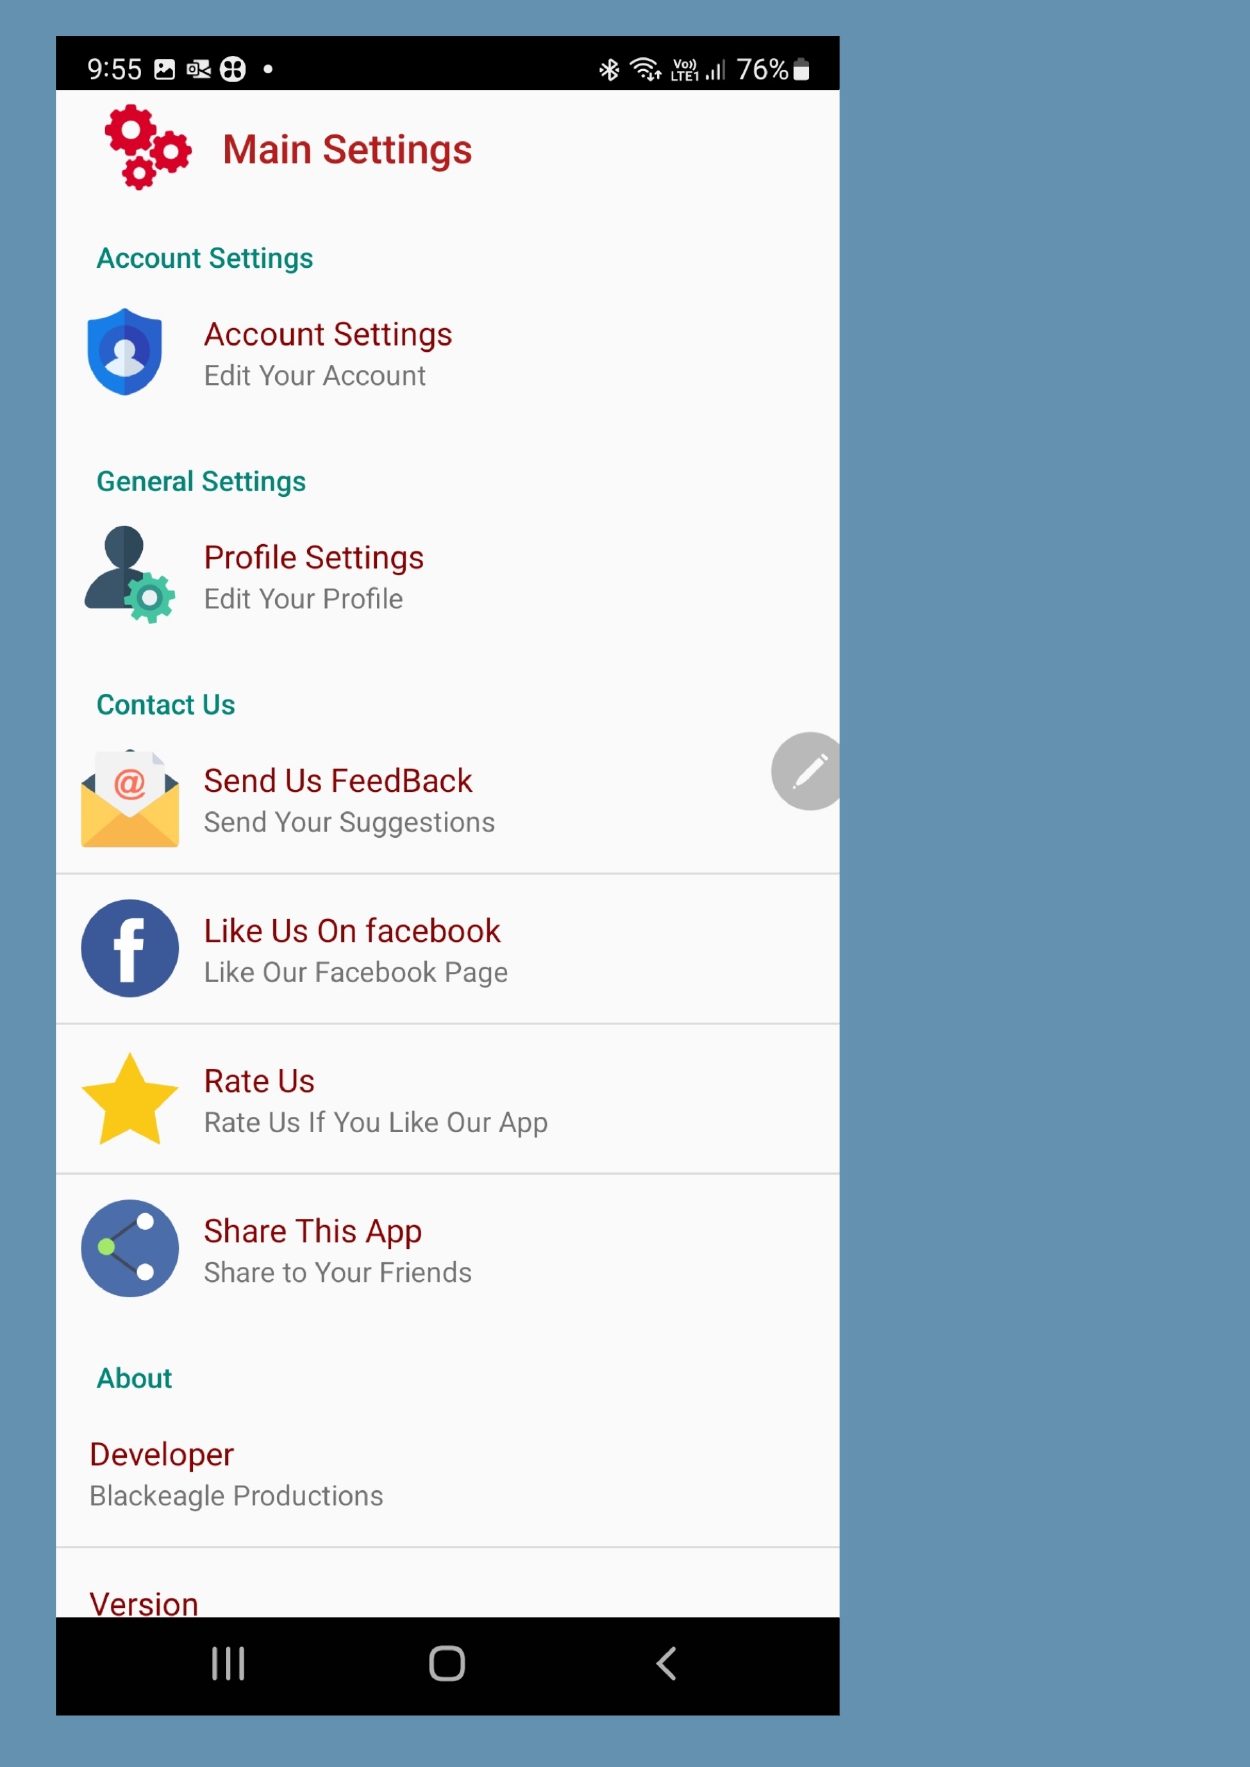 9:55 76%
Vo)) LTE1
Main Settings
Account Settings
Account Settings
Edit Your Account
General Settings
Profile Settings
Edit Your Profile
Contact Us
@
Send Us FeedBack
Send Your Suggestions
f
Like Us On facebook
Like Our Facebook Page
Rate Us
Rate Us If You Like Our App
Share This App
Share to Your Friends
About
Developer
Blackeagle Productions
Version